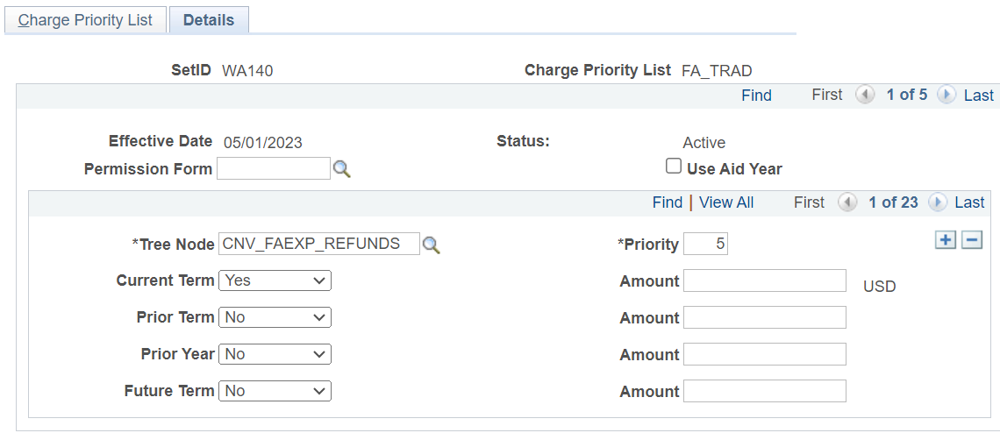 Charge Priority List Details
SetID WA140 Charge Priority List FA_TRAD
Find First 1 of 5 Last
Effective Date 05/01/2023 Status: Active
Permission Form Use Aid Year
Find | View All First 1 of 23 Last
*Tree Node CNV_FAEXP_REFUNDS *Priority 5
Current Term Yes Amount USD
Prior Term No Amount
Prior Year No Amount
Future Term No Amount